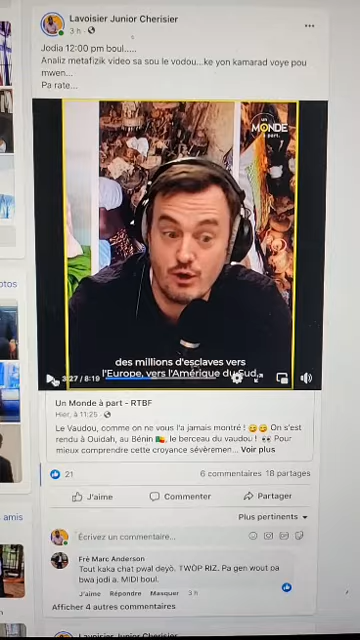 Lavoisier Junior Cherisier
3 h ·
Jodia 12:00 pm boul.....
Analiz metafizik video sa sou le vodou...ke yon kamarad voye pou
mwen...
Pa rate...
un
MONDE
à part.
des millions d'esclaves vers
l'Europe, vers l'Amérique du Sud,
3:27 / 8:19
Un Monde à part - RTBF
Hier, à 11:25 ·
Le Vaudou, comme on ne vous l'a jamais montré ! 😏😏 On s'est
rendu à Ouidah, au Bénin 🇧🇯, le berceau du vaudou ! 👀 Pour
mieux comprendre cette croyance sévèremen... Voir plus
21
6 commentaires 18 partages
J'aime
Commenter
Partager
Plus pertinents
otos
amis
Écrivez un commentaire...
Frè Marc Anderson
Tout kaka chat pwal deyò. TWÒP RIZ. Pa gen wout oa
bwa jodi a. MIDI boul.
J'aime Répondre Masquer 3 h
Afficher 4 autres commentaires
Lavoisier Junior Cherisier